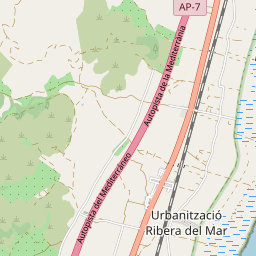 AP-7
Autopista de la Mediterrània
Autopista del Mediterráneo
Urbanització
Ribera del Mar